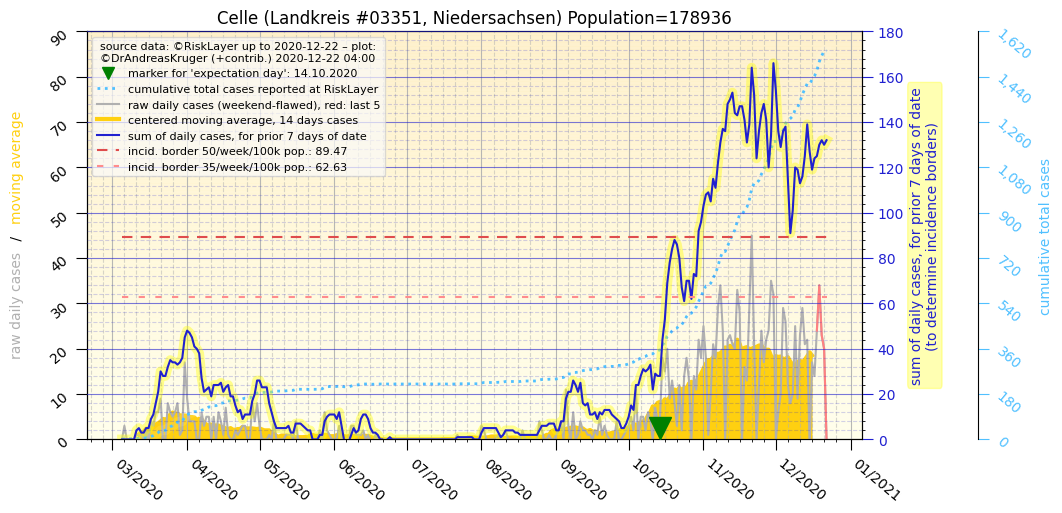 Celle (Landkreis #03351, Niedersachsen) Population=178936
source data: ©RiskLayer up to 2020-12-22 – plot:
©DrAndreasKruger (+contrib.) 2020-12-22 04:00
marker for 'expectation day': 14.10.2020
cumulative total cases reported at RiskLayer
raw daily cases (weekend-flawed), red: last 5
centered moving average, 14 days cases
sum of daily cases, for prior 7 days of date
incid. border 50/week/100k pop.: 89.47
incid. border 35/week/100k pop.: 62.63
raw daily cases / moving average
90
80
70
60
50
40
30
20
10
0
03/2020
04/2020
05/2020
06/2020
07/2020
08/2020
09/2020
10/2020
11/2020
12/2020
01/2021
180
160
140
120
100
80
60
40
20
0
sum of daily cases, for prior 7 days of date
(to determine incidence borders)
1,620
1,440
1,260
1,080
900
720
540
360
180
0
cumulative total cases